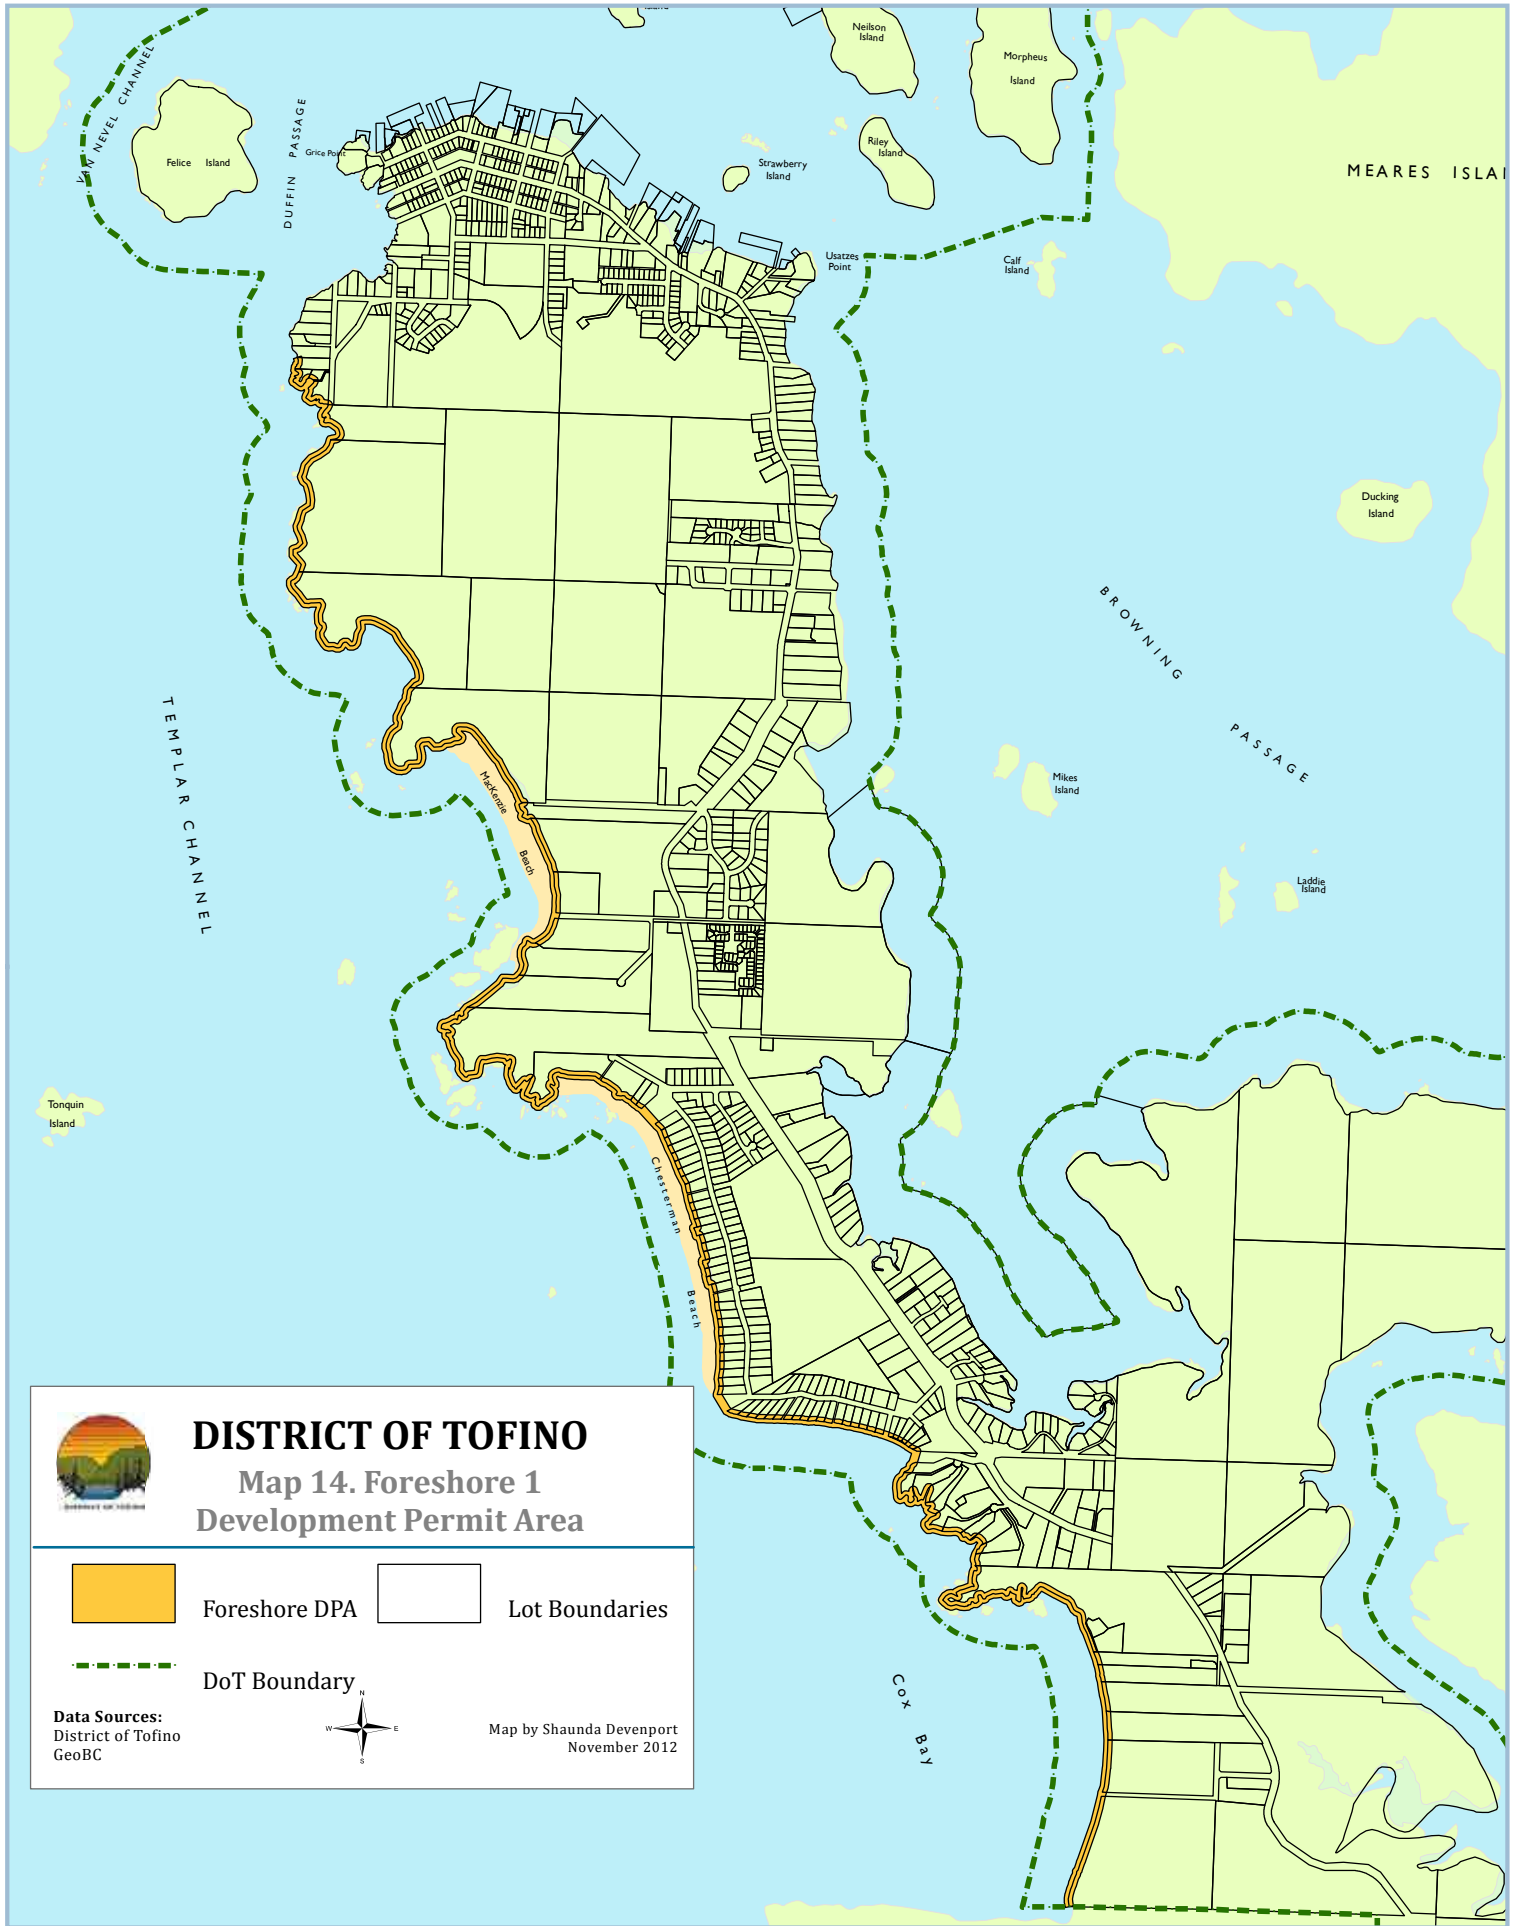 Neilson
Island
Morpheus
Island
VAN NEVEL CHANNEL
DUFFIN PASSAGE
Grice Point
Felice Island
Riley
Island
Strawberry
Island
MEARES ISLA
Usatzes
Point
Calf
Island
Ducking
Island
BROWNING
PASSAGE
TEMPLAR CHANNEL
MacKenzie
Beach
Mikes
Island
Laddie
Island
Tonquin
Island
Chesterman
Beach
Cox Bay
DISTRICT OF TOFINO
Map 14. Foreshore 1
Development Permit Area
Foreshore DPA
Lot Boundaries
DoT Boundary
N
W E
S
Data Sources:
District of Tofino
GeoBC
Map by Shaunda Devenport
November 2012